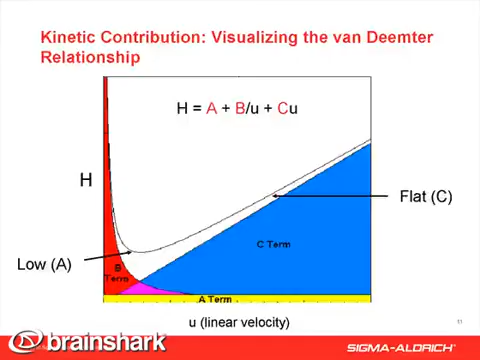 Kinetic Contribution: Visualizing the van Deemter
Relationship
H = A + B/u + Cu
H
Flat (C)
Low (A)
B
Term
C Term
A Term
u (linear velocity)
brainshark
SIGMA-ALDRICH